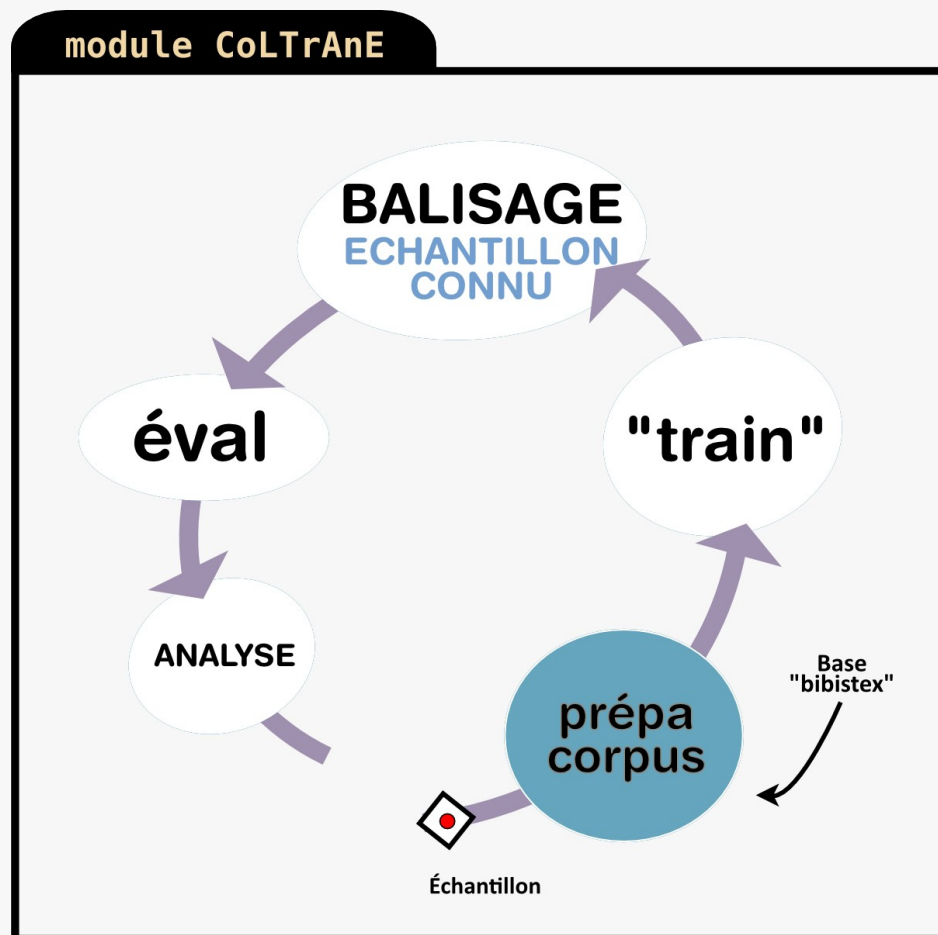 module CoLTrAnE
BALISAGE
ECHANTILLON
CONNU
éval
"train"
ANALYSE
prépa
corpus
Base
"bibistex"
Échantillon